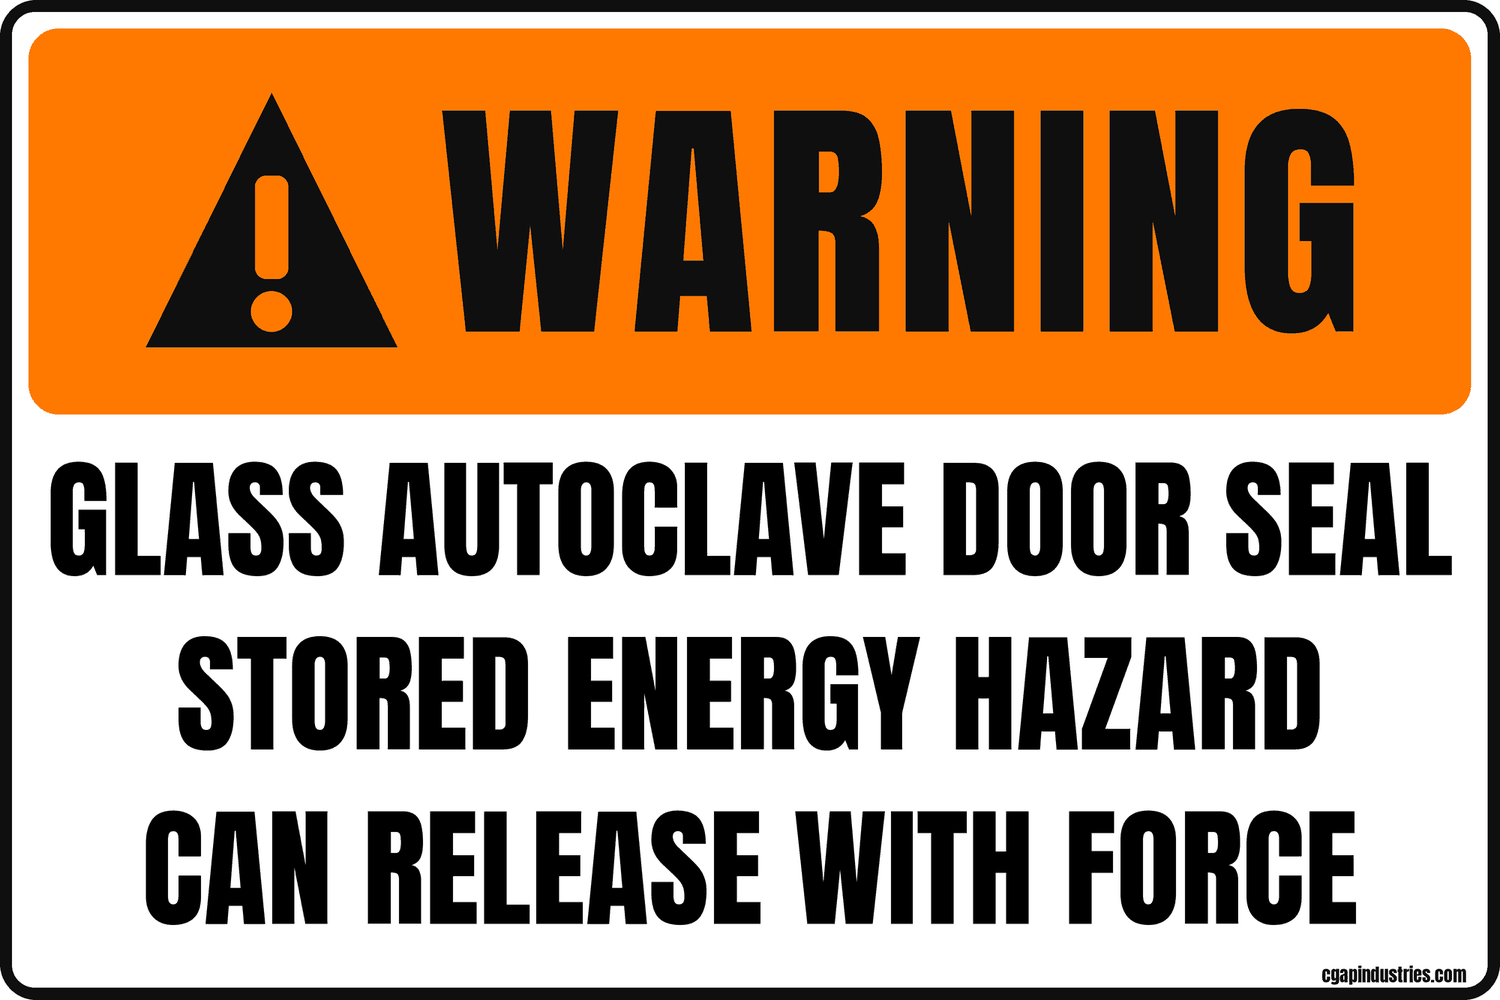 WARNING
GLASS AUTOCLAVE DOOR SEAL
STORED ENERGY HAZARD
CAN RELEASE WITH FORCE
cgapindustries.com